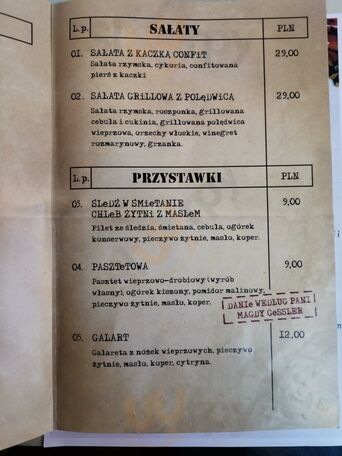 L.p. SAŁATY PLN
01. SAŁATA Z KACZKĄ CONFiT 29,00
Sałata rzymska, cykoria, confitowana
pierś z kaczki
02. SAŁATA GRiLLOWA Z POLęDWiCĄ 29,00
Sałata rzymska, roszponka, grillowana
cebula i cukinia, grillowana polędwica
wieprzowa, orzechy włoskie, winegret
rozmarynowy, grzanka.
L.p. PRZYSTAWKI PLN
03. ŚLeDŹ W ŚMieTANIE 9,00
CHLeB ŻYTNI Z MASŁeM
Filet ze śledzia, śmietana, cebula, ogórek
konserwowy, pieczywo żytnie, masło, koper.
04. PASZTeTOWA 9,00
Pasztet wieprzowo-drobiowy (wyrób
własny), ogórek kiszony, pomidor malinowy,
pieczywo żytnie, masło, koper.
DANIe WEDŁUG PANI
MAGDY GeSSLER
05. GALART 12,00
Galareta z nóżek wieprzowych, pieczywo
żytnie, masło, koper, cytryna.